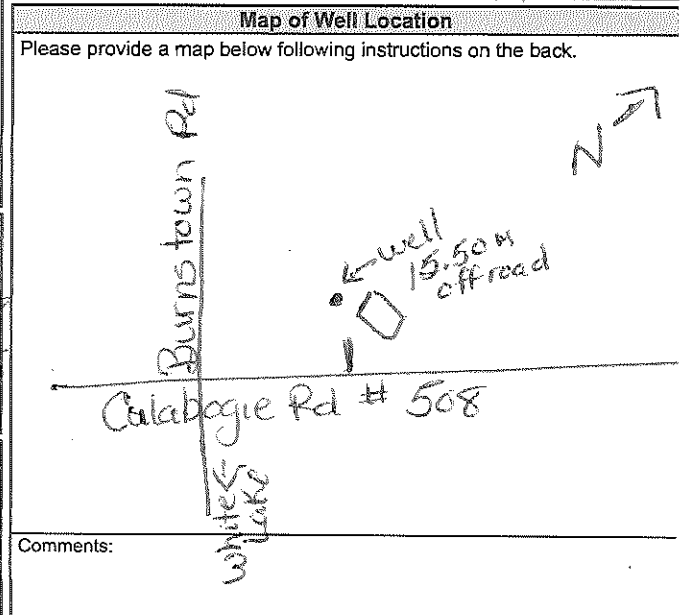 Map of Well Location
Please provide a map below following instructions on the back.
N
Burnstown Rd
well
15.50 M
off road
Calabogie Rd # 508
White
Lake
Comments: